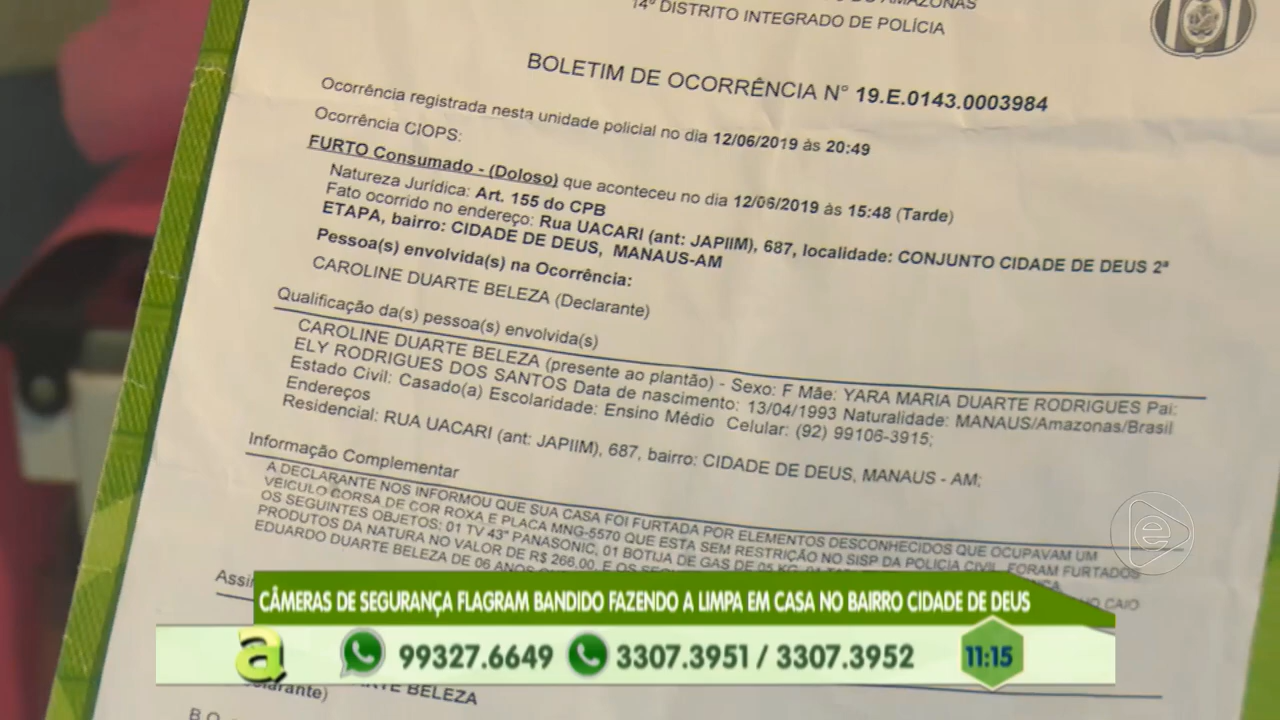 14º DISTRITO INTEGRADO DE POLÍCIA
BOLETIM DE OCORRÊNCIA N° 19.E.0143.0003984
Ocorrência registrada nesta unidade policial no dia 12/06/2019 às 20:49
Ocorrência CIOPS:
FURTO Consumado - (Doloso) que aconteceu no dia 12/06/2019 às 15:48 (Tarde)
Natureza Jurídica: Art. 155 do CPB
Fato ocorrido no endereço: Rua UACARI (ant: JAPIIM), 687, localidade: CONJUNTO CIDADE DE DEUS 2ª
ETAPA, bairro: CIDADE DE DEUS, MANAUS-AM
Pessoa(s) envolvida(s) na Ocorrência:
CAROLINE DUARTE BELEZA (Declarante)
Qualificação da(s) pessoa(s) envolvida(s)
CAROLINE DUARTE BELEZA (presente ao plantão) - Sexo: F Mãe: YARA MARIA DUARTE RODRIGUES Pai:
ELY RODRIGUES DOS SANTOS Data de nascimento: 13/04/1993 Naturalidade: MANAUS/Amazonas/Brasil
Estado Civil: Casado(a) Escolaridade: Ensino Médio Celular: (92) 99106-3915;
Endereços
Residencial: RUA UACARI (ant: JAPIIM), 687, bairro: CIDADE DE DEUS, MANAUS - AM;
Informação Complementar
A DECLARANTE NOS INFORMOU QUE SUA CASA FOI FURTADA POR ELEMENTOS DESCONHECIDOS QUE OCUPAVAM UM
VEICULO CORSA DE COR ROXA E PLACA MNG-5570 QUE ESTA SEM RESTRIÇÃO NO SISP DA POLICIA CIVIL. FORAM FURTADOS
OS SEGUINTES OBJETOS: 01 TV 43" PANASONIC, 01 BOTIJA DE GAS DE 05 KG, 01
PRODUTOS DA NATURA NO VALOR DE R$ 266,00, E OS
CAIO
EDUARDO DUARTE BELEZA DE 06 ANOS
CÂMERAS DE SEGURANÇA FLAGRAM BANDIDO FAZENDO A LIMPA EM CASA NO BAIRRO CIDADE DE DEUS
a 99327.6649 3307.3951 / 3307.3952 11:15
BELEZA
e